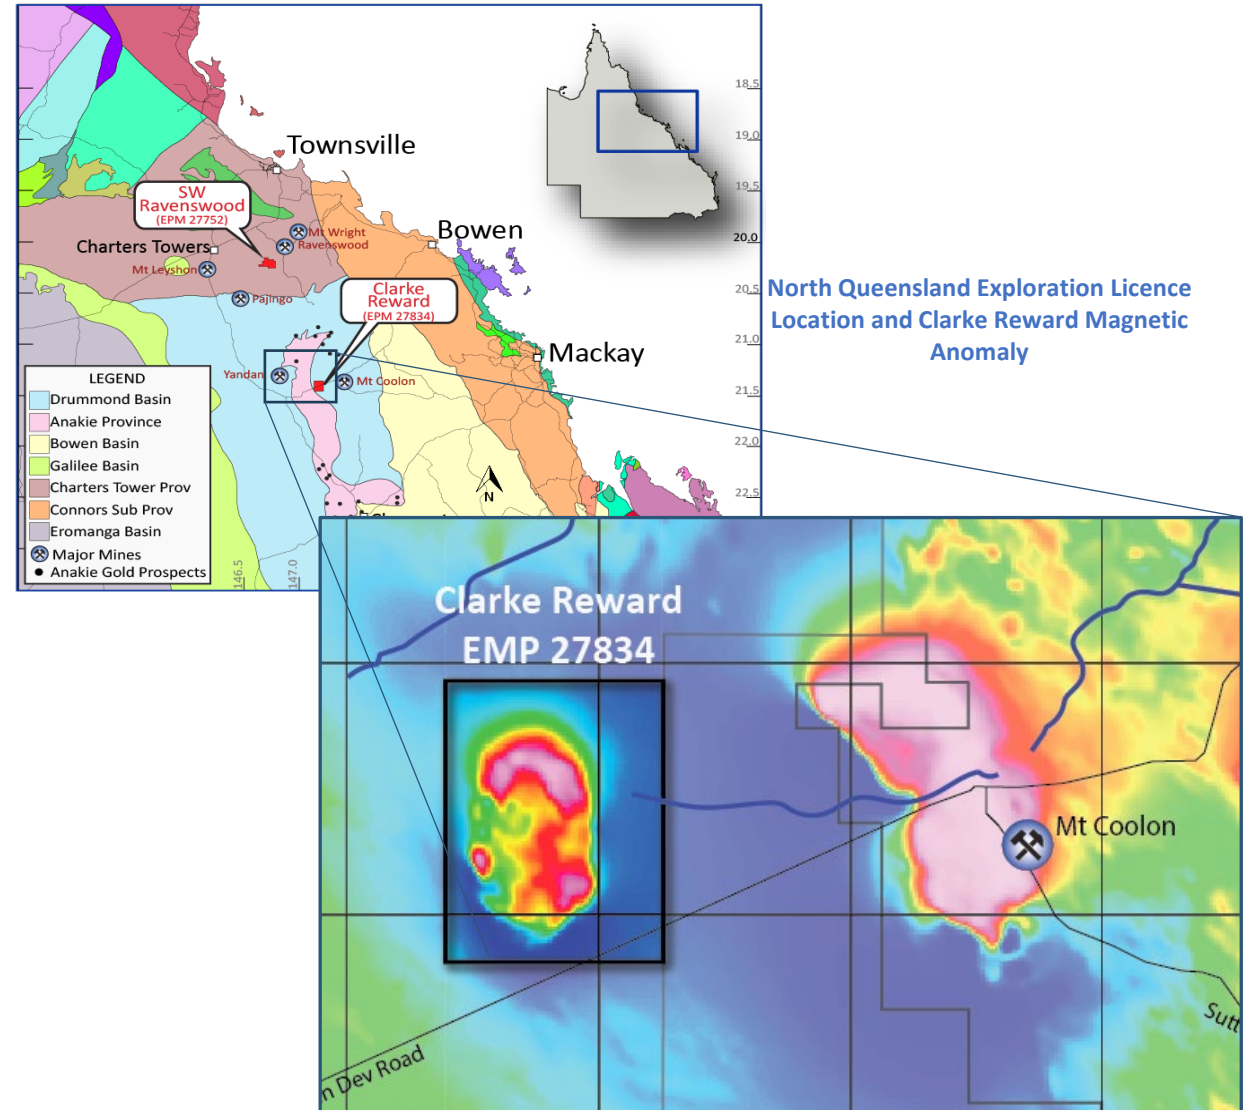 Townsville
18.5
19.0
19.5
20.0
20.5
21.0
21.5
22.0
22.5
SW
Ravenswood
(EPM 27752)
Mt Wright
Ravenswood
Charters Towers
Mt Leyshon
Bowen
Pajingo
Clarke
Reward
(EPM 27834)
Mackay
Yandan
Mt Coolon
N
LEGEND
Drummond Basin
Anakie Province
Bowen Basin
Galilee Basin
Charters Tower Prov
Connors Sub Prov
Eromanga Basin
Major Mines
Anakie Gold Prospects
146.5
147.0
North Queensland Exploration Licence
Location and Clarke Reward Magnetic
Anomaly
Clarke Reward
EMP 27834
Mt Coolon
n Dev Road
Sutt